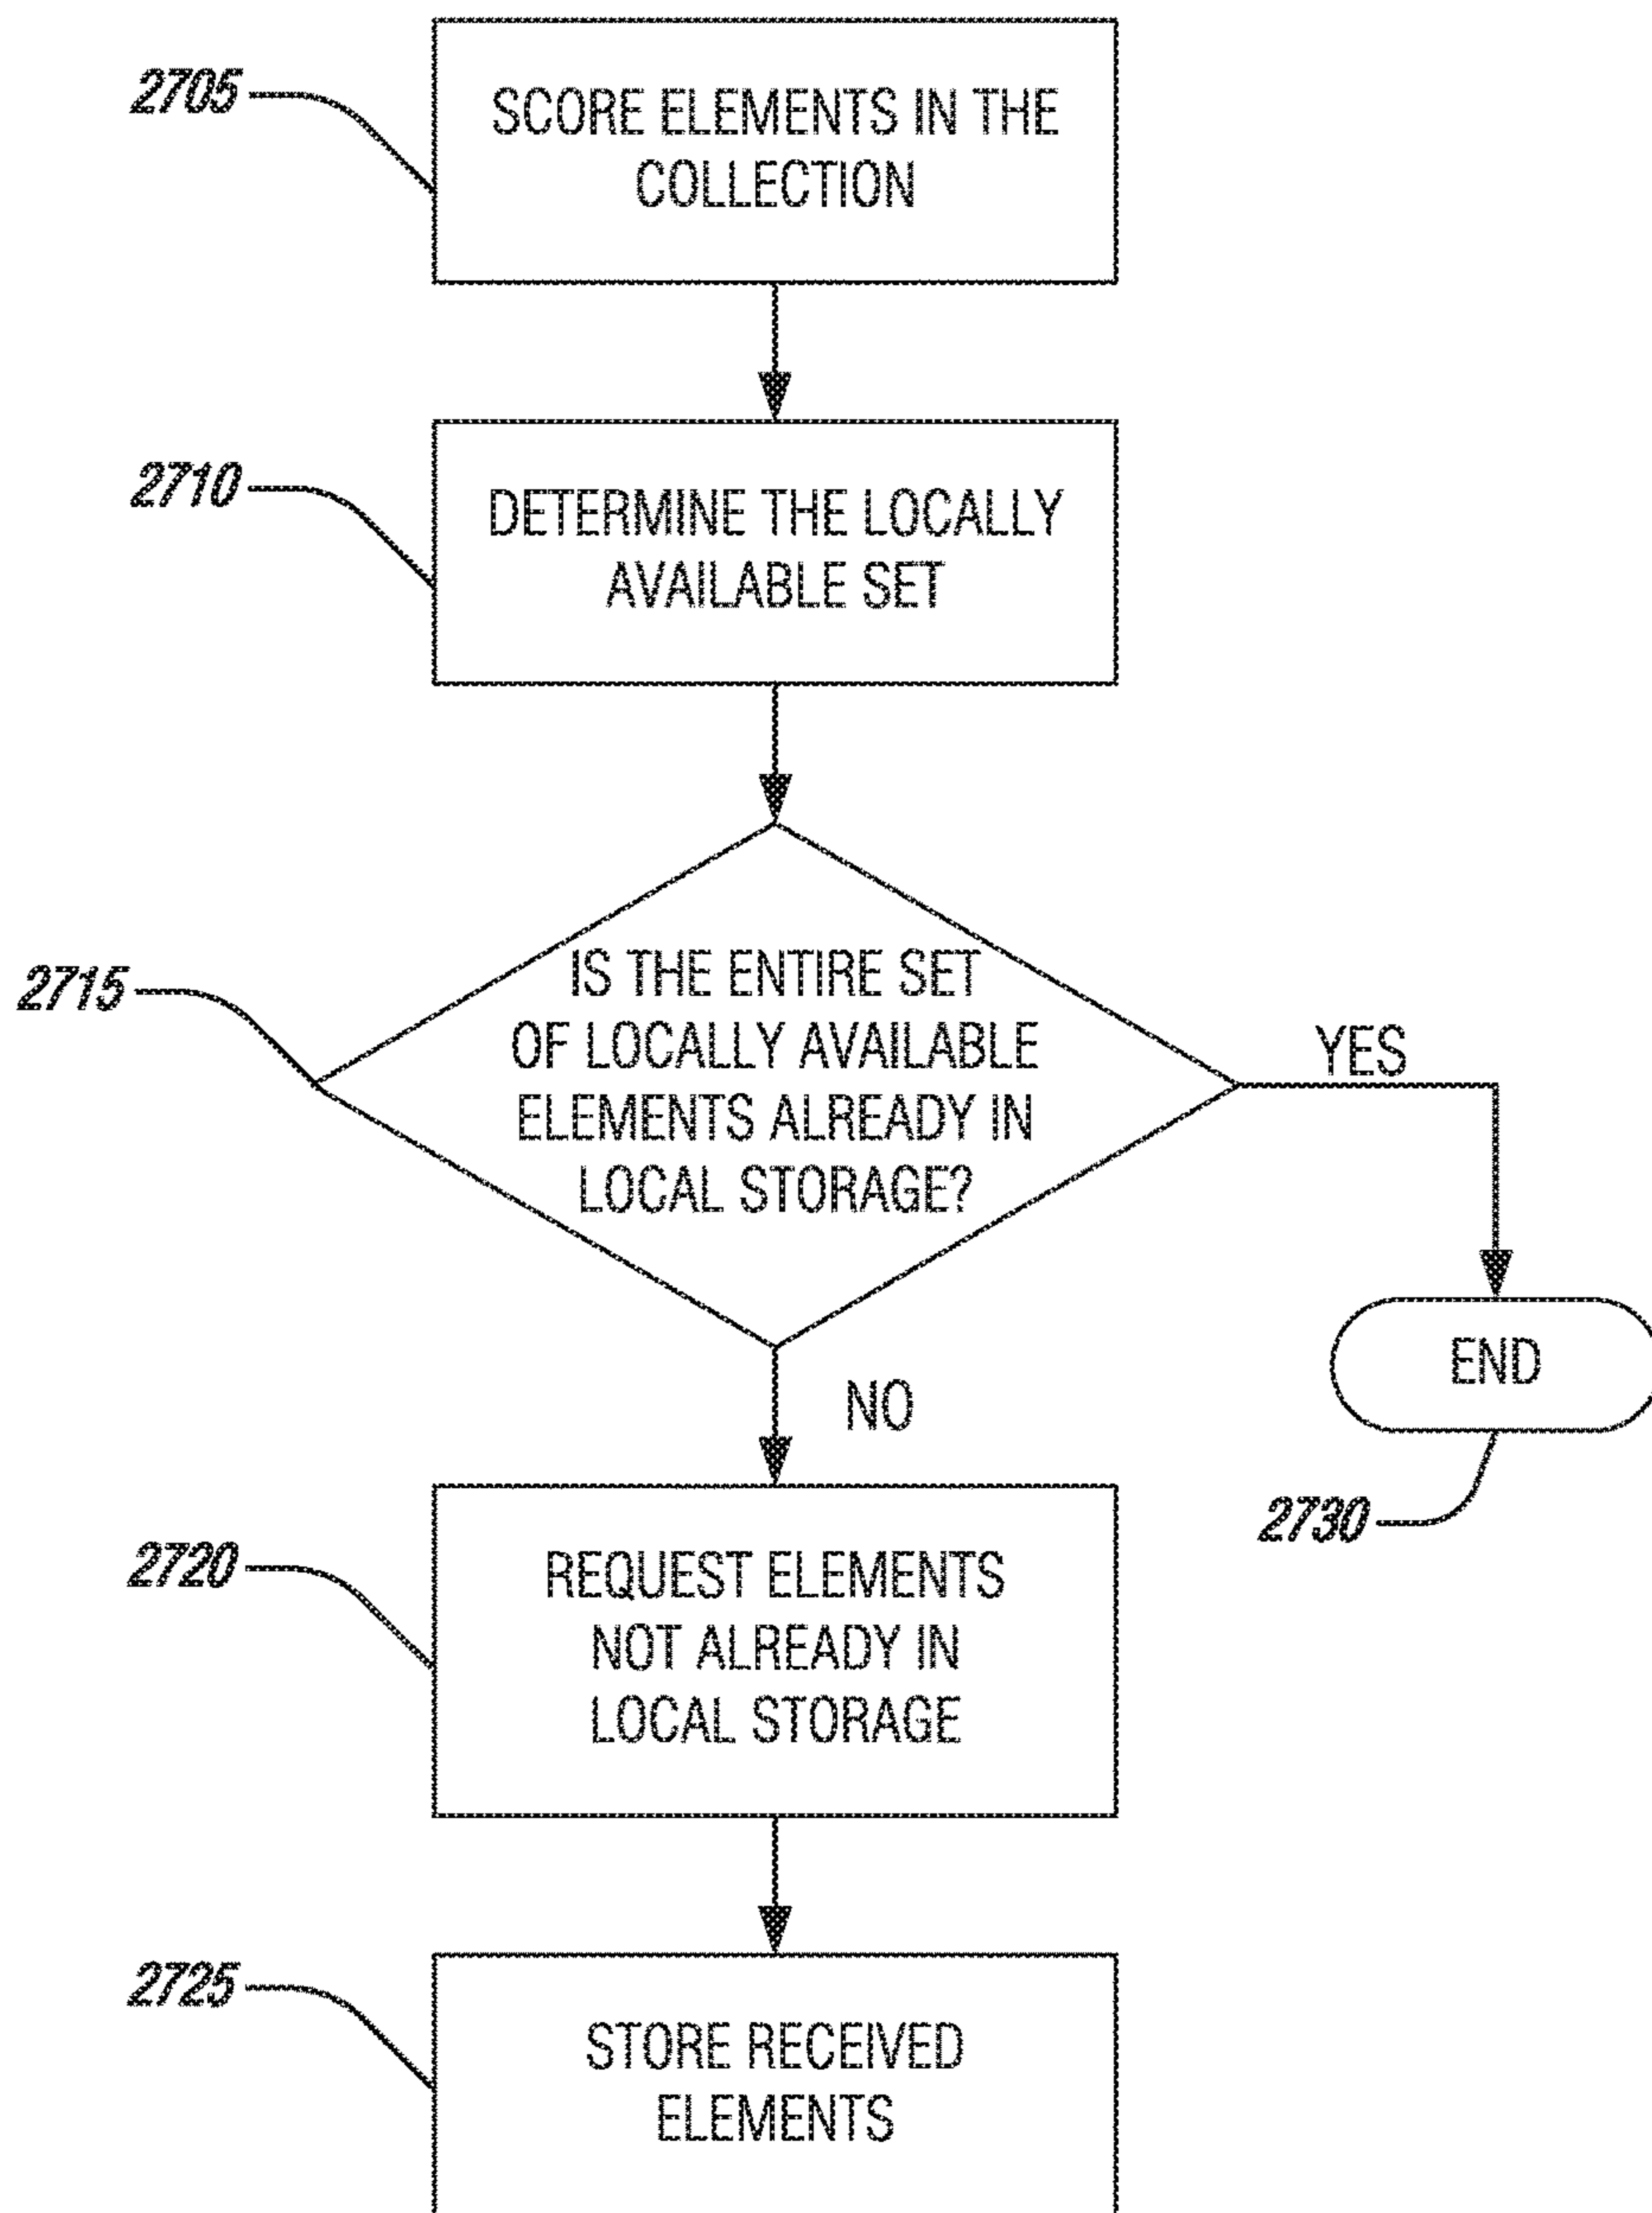 2705
SCORE ELEMENTS IN THE
COLLECTION
2710
DETERMINE THE LOCALLY
AVAILABLE SET
2715
IS THE ENTIRE SET
OF LOCALLY AVAILABLE
ELEMENTS ALREADY IN
LOCAL STORAGE?
YES
END
2730
NO
2720
REQUEST ELEMENTS
NOT ALREADY IN
LOCAL STORAGE
2725
STORE RECEIVED
ELEMENTS